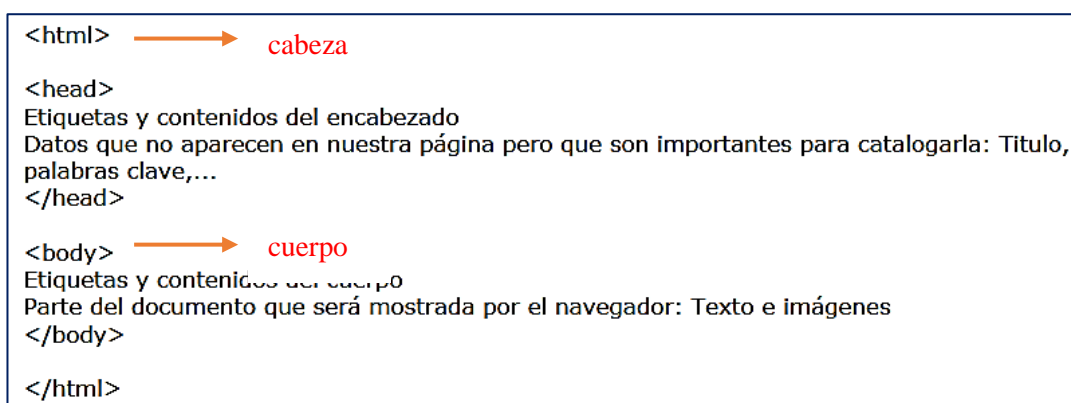 <html> cabeza
<head>
Etiquetas y contenidos del encabezado
Datos que no aparecen en nuestra página pero que son importantes para catalogarla: Titulo,
palabras clave,...
</head>
<body> cuerpo
Etiquetas y contenidos del cuerpo
Parte del documento que será mostrada por el navegador: Texto e imágenes
</body>
</html>